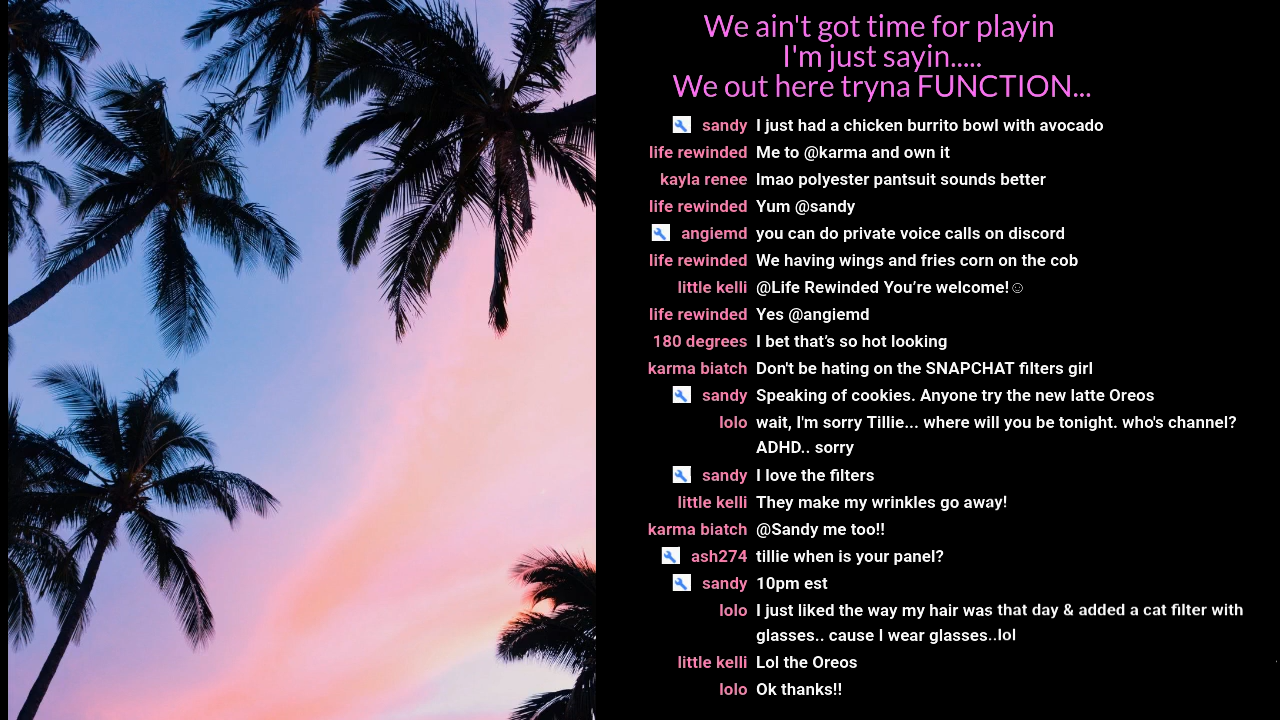 We ain't got time for playin
I'm just sayin.....
We out here tryna FUNCTION...
sandy I just had a chicken burrito bowl with avocado
life rewinded Me to @karma and own it
kayla renee lmao polyester pantsuit sounds better
life rewinded Yum @sandy
angiemd you can do private voice calls on discord
life rewinded We having wings and fries corn on the cob
little kelli @Life Rewinded You’re welcome!☺
life rewinded Yes @angiemd
180 degrees I bet that’s so hot looking
karma biatch Don't be hating on the SNAPCHAT filters girl
sandy Speaking of cookies. Anyone try the new latte Oreos
lolo wait, I'm sorry Tillie... where will you be tonight. who's channel?
ADHD.. sorry
sandy I love the filters
little kelli They make my wrinkles go away!
karma biatch @Sandy me too!!
ash274 tillie when is your panel?
sandy 10pm est
lolo I just liked the way my hair was that day & added a cat filter with
glasses.. cause I wear glasses..lol
little kelli Lol the Oreos
lolo Ok thanks!!